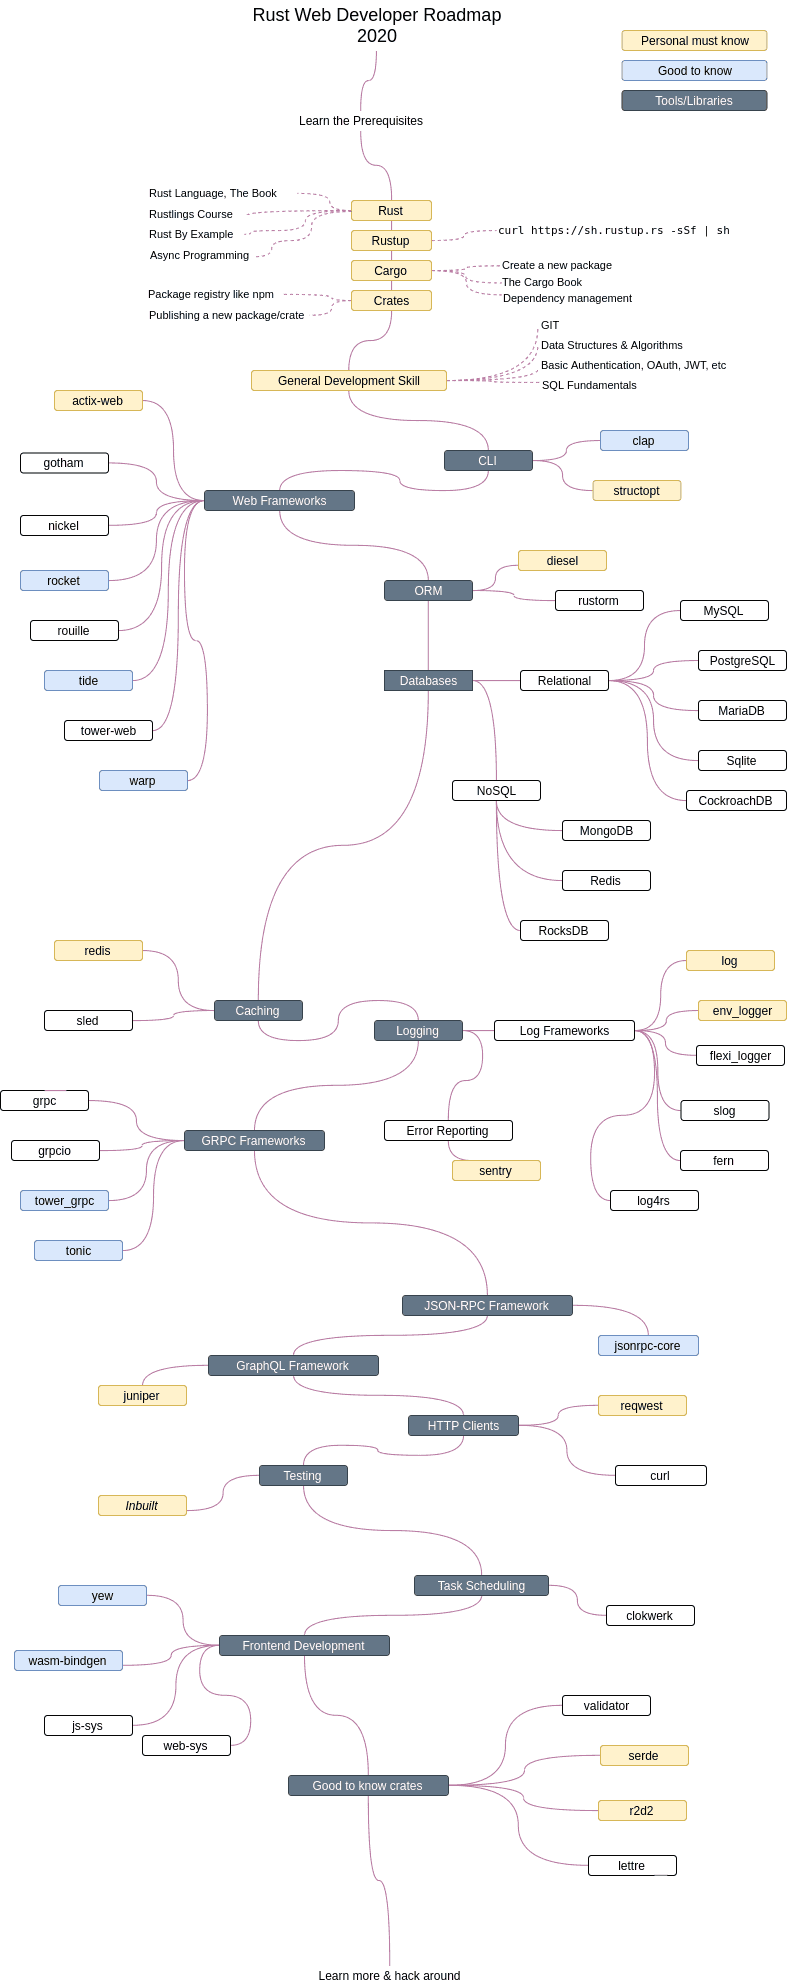 Rust Web Developer Roadmap
2020
Personal must know
Good to know
Tools/Libraries
Learn the Prerequisites
Rust Language, The Book
Rustlings Course
Rust By Example
Async Programming
Rust
Rustup
curl https://sh.rustup.rs -sSf | sh
Cargo
Create a new package
The Cargo Book
Dependency management
Package registry like npm
Publishing a new package/crate
Crates
GIT
Data Structures & Algorithms
Basic Authentication, OAuth, JWT, etc
SQL Fundamentals
General Development Skill
CLI
clap
structopt
Web Frameworks
actix-web
gotham
nickel
rocket
rouille
tide
tower-web
warp
ORM
diesel
rustorm
Databases
Relational
MySQL
PostgreSQL
MariaDB
Sqlite
CockroachDB
NoSQL
MongoDB
Redis
RocksDB
Caching
redis
sled
Logging
Log Frameworks
log
env_logger
flexi_logger
slog
fern
log4rs
Error Reporting
sentry
GRPC Frameworks
grpc
grpcio
tower_grpc
tonic
JSON-RPC Framework
jsonrpc-core
GraphQL Framework
juniper
HTTP Clients
reqwest
curl
Testing
Inbuilt
Task Scheduling
clokwerk
Frontend Development
yew
wasm-bindgen
js-sys
web-sys
Good to know crates
validator
serde
r2d2
lettre
Learn more & hack around